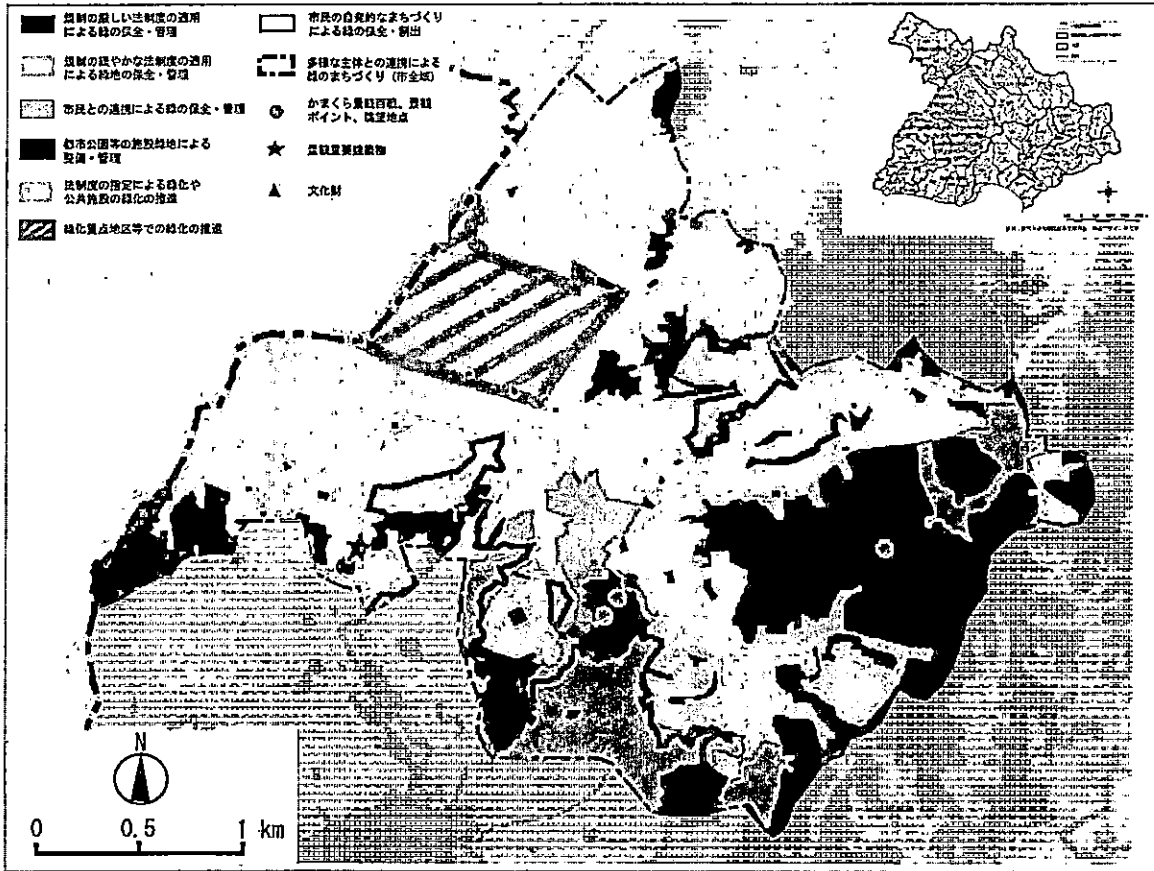 規制の厳しい法制度の適用
による緑の保全・管理
規制の緩やかな法制度の適用
による緑地の保全・管理
市民との連携による緑の保全・管理
都市公園等の施設緑地による
整備・管理
法制度の指定による緑化や
公共施設の緑化の推進
緑化重点地区等での緑化の推進
市民の自発的なまちづくり
による緑の保全・創出
多様な主体との連携による
緑のまちづくり（市全域）
かまくら景観百選、景観
ポイント、眺望地点
景観重要建築物
文化財
N
0 0.5 1 km